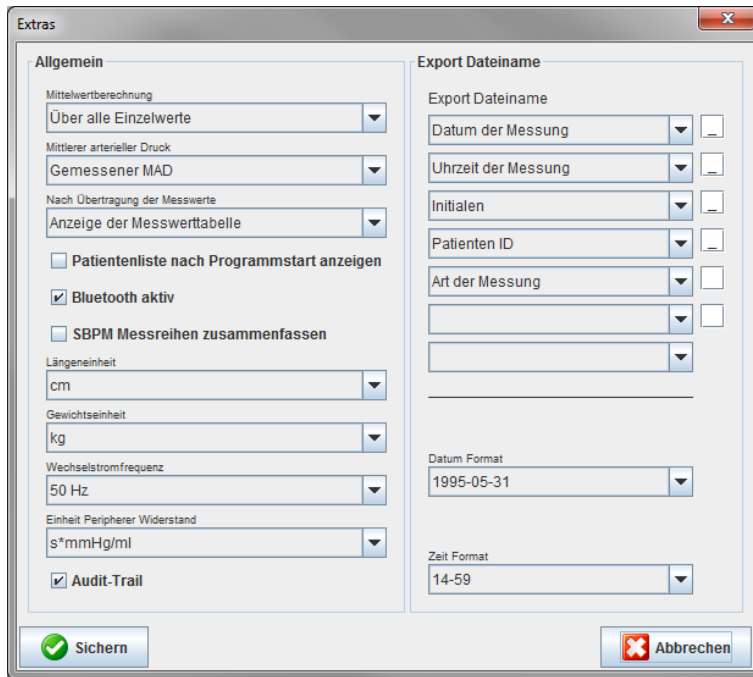 Extras
Allgemein
Mittelwertberechnung
Über alle Einzelwerte
Mittlerer arterieller Druck
Gemessener MAD
Nach Übertragung der Messwerte
Anzeige der Messwerttabelle
Patientenliste nach Programmstart anzeigen
Bluetooth aktiv
SBPM Messreihen zusammenfassen
Längeneinheit
cm
Gewichtseinheit
kg
Wechselstromfrequenz
50 Hz
Einheit Peripherer Widerstand
s*mmHg/ml
Audit-Trail
Export Dateiname
Export Dateiname
Datum der Messung _
Uhrzeit der Messung _
Initialen _
Patienten ID _
Art der Messung
Datum Format
1995-05-31
Zeit Format
14-59
Sichern
Abbrechen